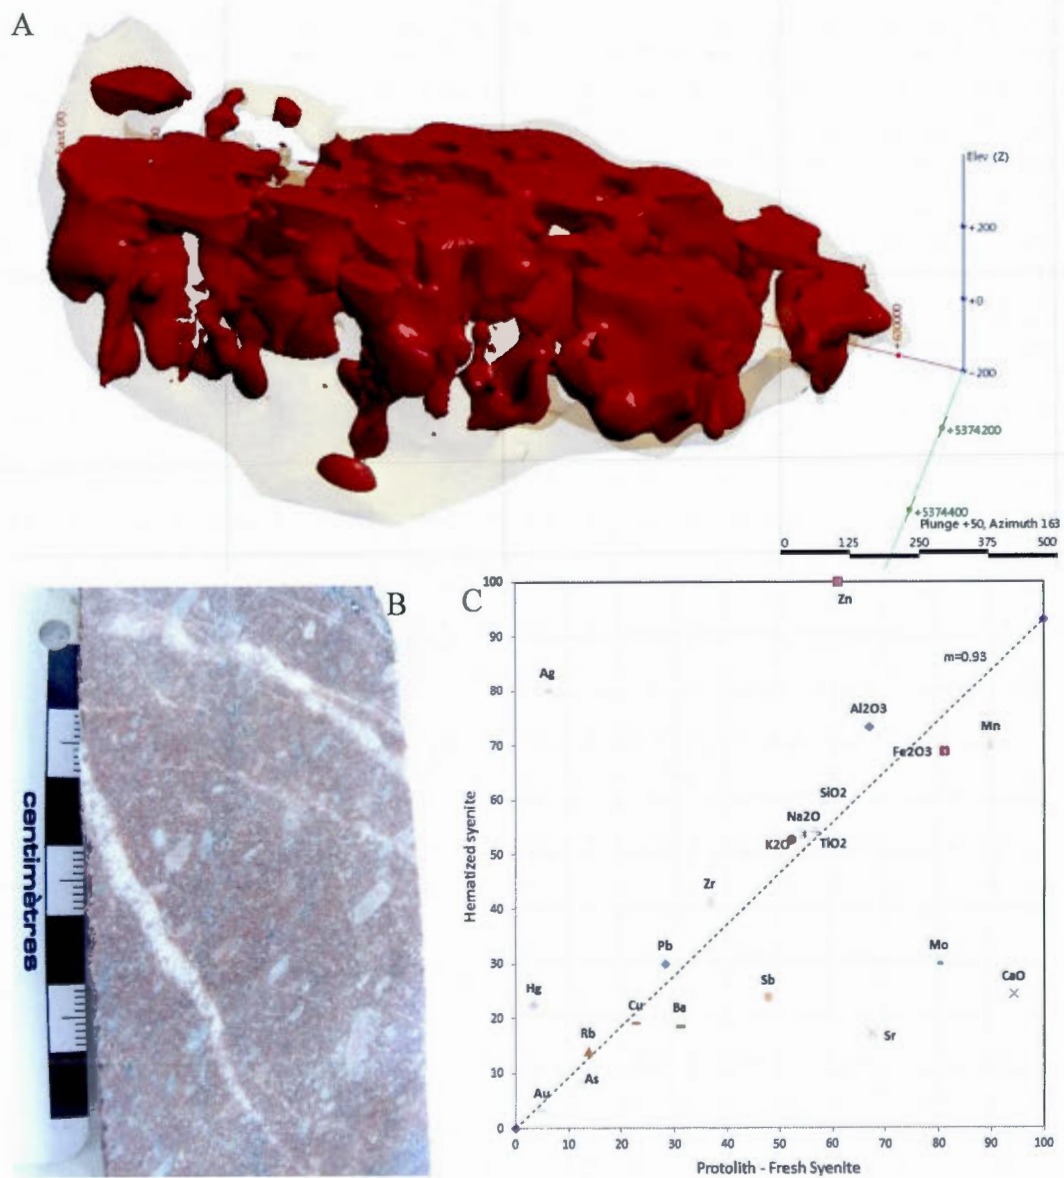 A
East (X)
Elev (Z)
+200
+0
-200
+5374200
+5374400
Plunge +50, Azimuth 163
0 125 250 375 500
B
centimètres
C
100
90
80
70
60
50
40
30
20
10
0
Zn
m=0.93
Ag
Al2O3
Mn
Fe2O3
SiO2
Na2O
K2O
TiO2
Zr
Pb
Mo
Sb
CaO
Hg
Cu
Ba
Rb
Sr
As
Au
0 10 20 30 40 50 60 70 80 90 100
Hematized syenite
Protolith - Fresh Syenite